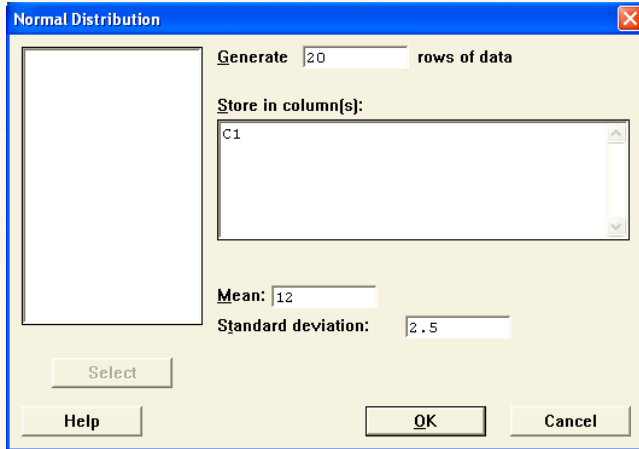 Normal Distribution
Generate 20 rows of data
Store in column(s):
C1
Mean: 12
Standard deviation: 2.5
Select
Help OK Cancel